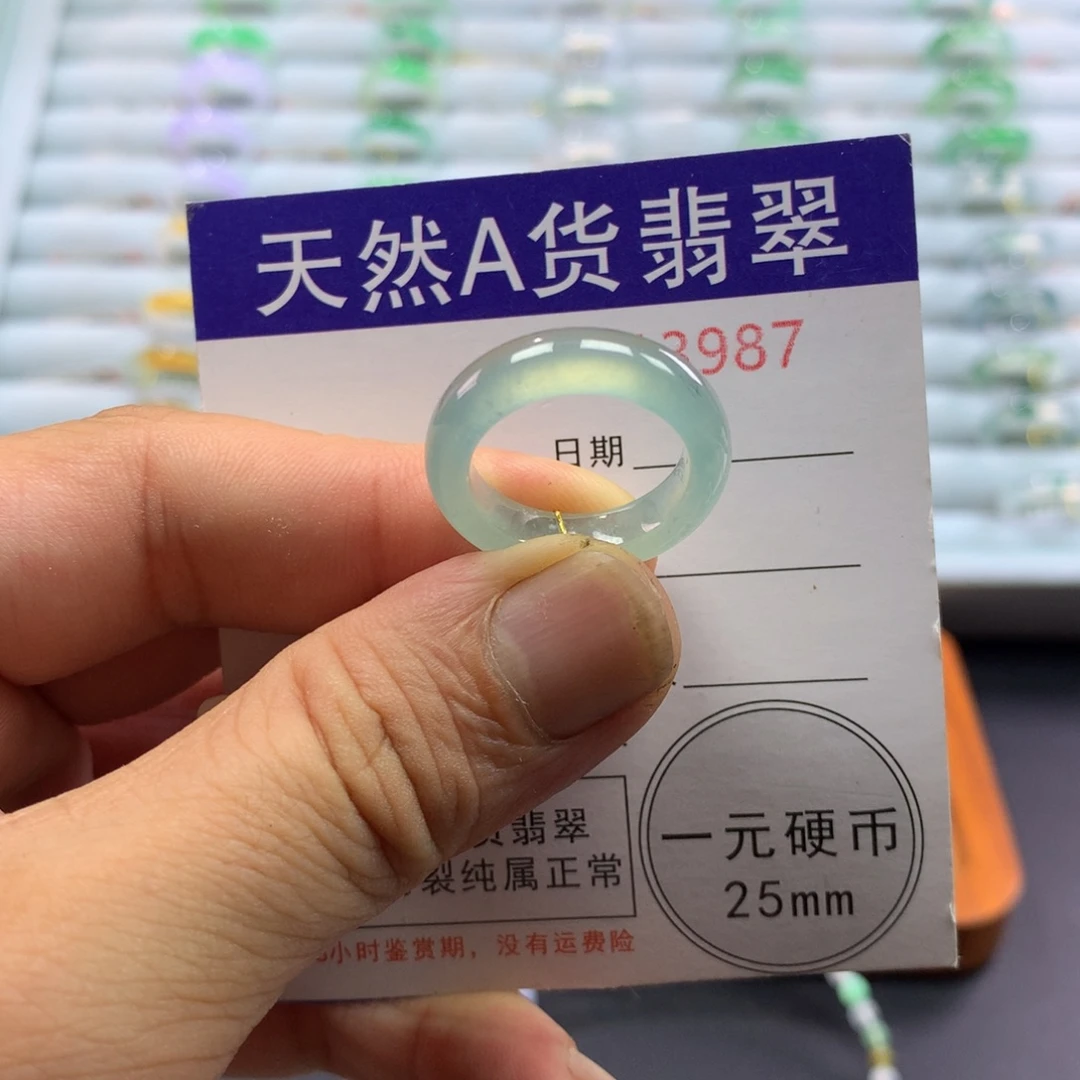 天然A货翡翠
3987
日期
货翡翠
裂纯属正常
小时鉴赏期，没有运费险
一元硬币
25mm